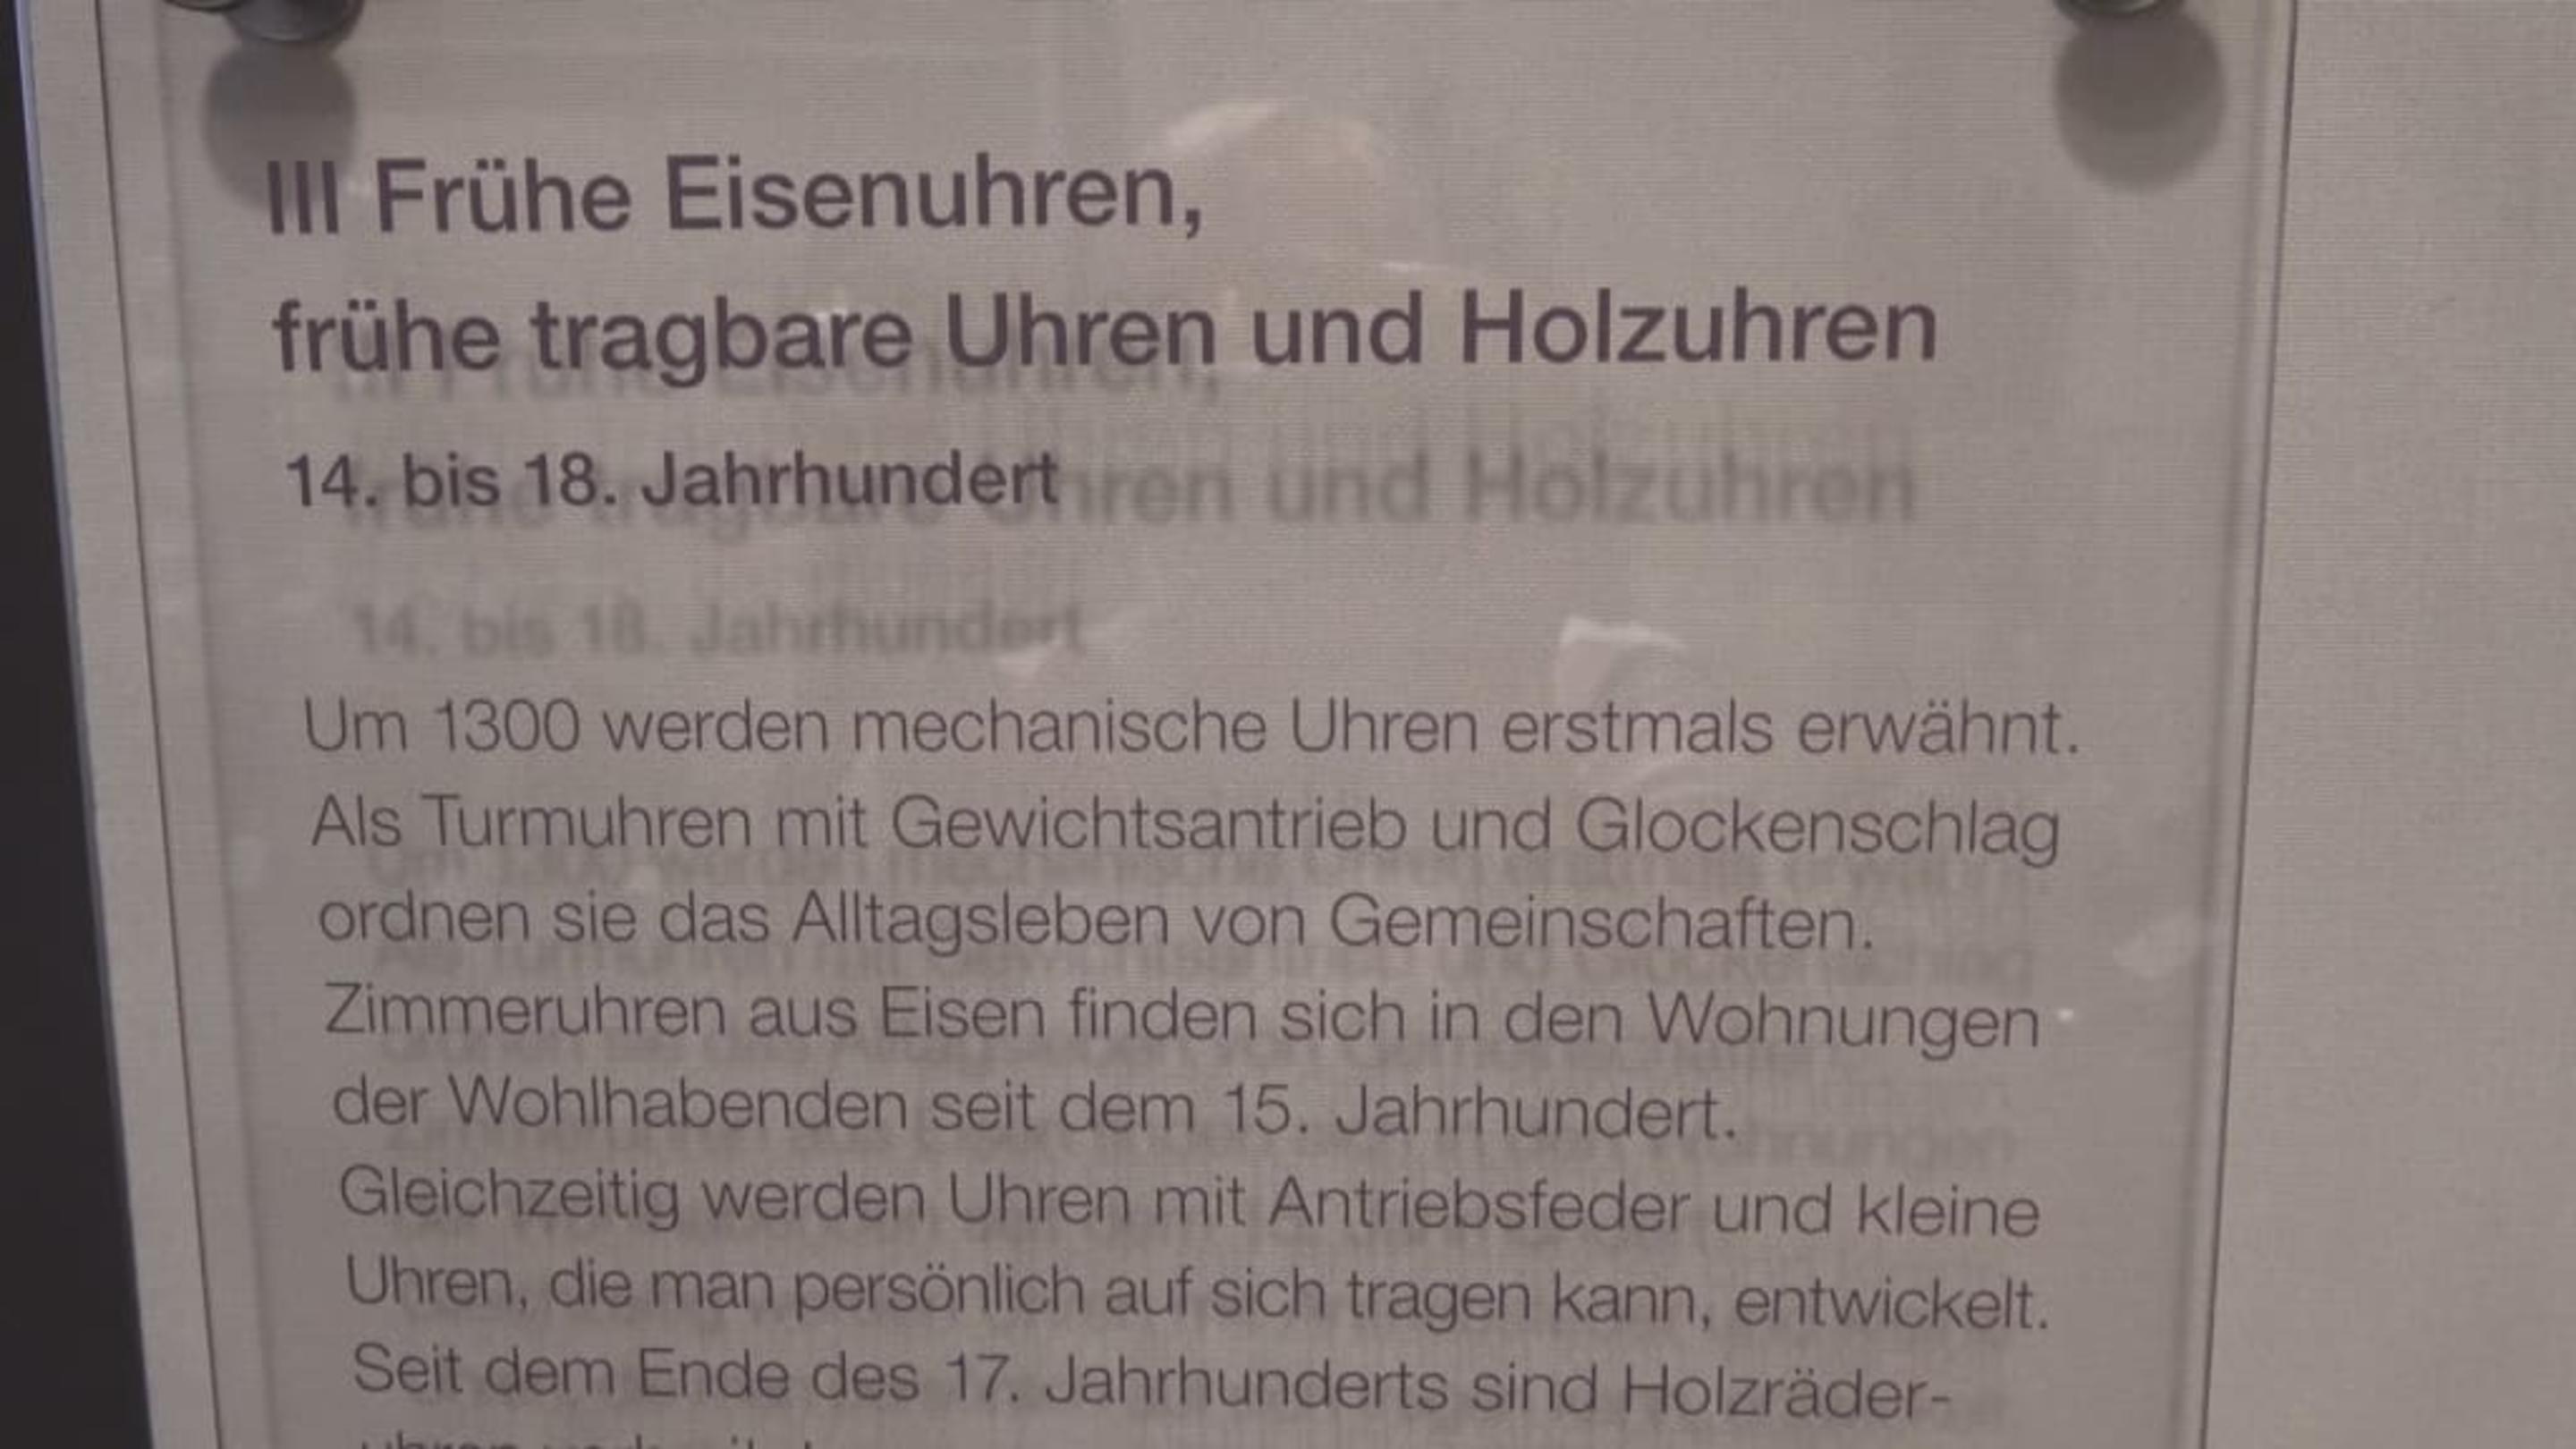 III Frühe Eisenuhren,
frühe tragbare Uhren und Holzuhren
14. bis 18. Jahrhundert
Um 1300 werden mechanische Uhren erstmals erwähnt.
Als Turmuhren mit Gewichtsantrieb und Glockenschlag
ordnen sie das Alltagsleben von Gemeinschaften.
Zimmeruhren aus Eisen finden sich in den Wohnungen
der Wohlhabenden seit dem 15. Jahrhundert.
Gleichzeitig werden Uhren mit Antriebsfeder und kleine
Uhren, die man persönlich auf sich tragen kann, entwickelt.
Seit dem Ende des 17. Jahrhunderts sind Holzräder-